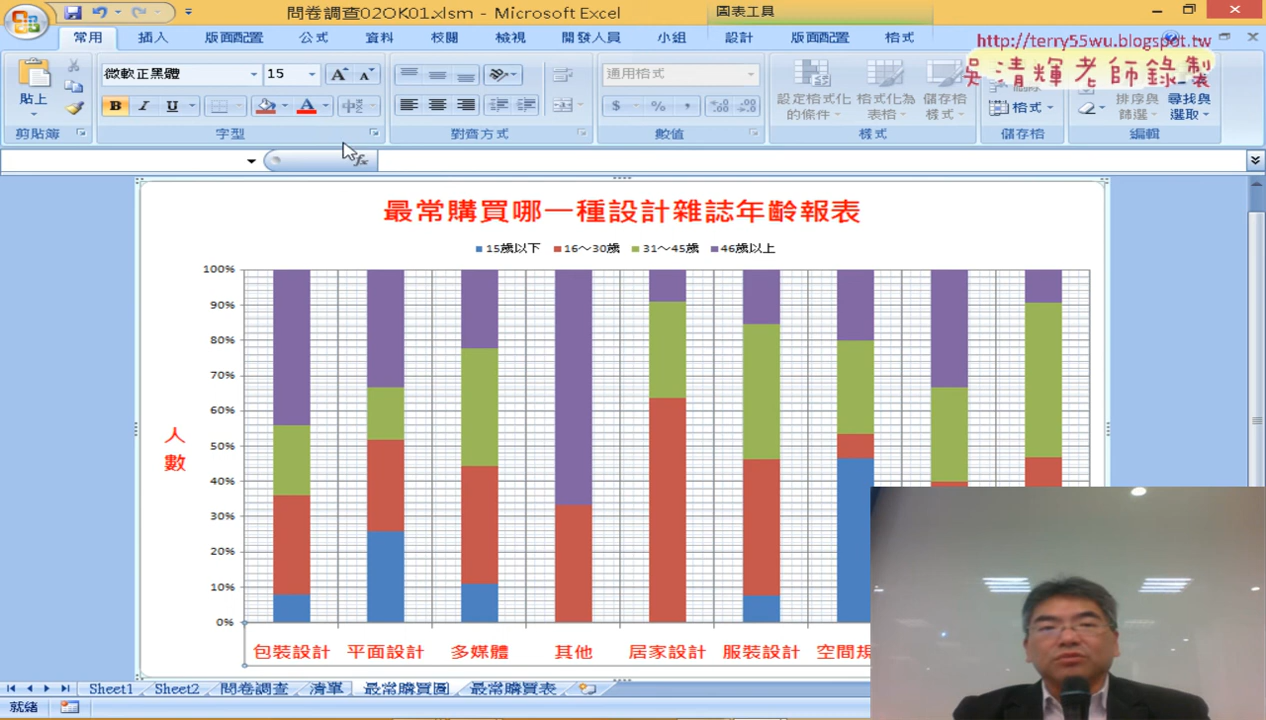 問卷調查02OK01.xlsm - Microsoft Excel
圖表工具
常用 插入 版面配置 公式 資料 校閱 檢視 開發人員 小組 設計 版面配置 格式
http://terry55wu.blogspot.tw
吳清輝老師錄製
微軟正黑體 15 A A 通用格式
貼上 B I U A 中 $ % , 設定格式化的條件 格式化為表格 儲存格樣式 格式 排序與篩選 尋找與選取
剪貼簿 字型 對齊方式 數值 樣式 儲存格 編輯
fx
最常購買哪一種設計雜誌年齡報表
15歲以下 16～30歲 31～45歲 46歲以上
100%
90%
80%
70%
60%
50%
40%
30%
20%
10%
0%
人數
包裝設計 平面設計 多媒體 其他 居家設計 服裝設計 空間規
Sheet1 Sheet2 問卷調查 清單 最常購買圖 最常購買表
就緒